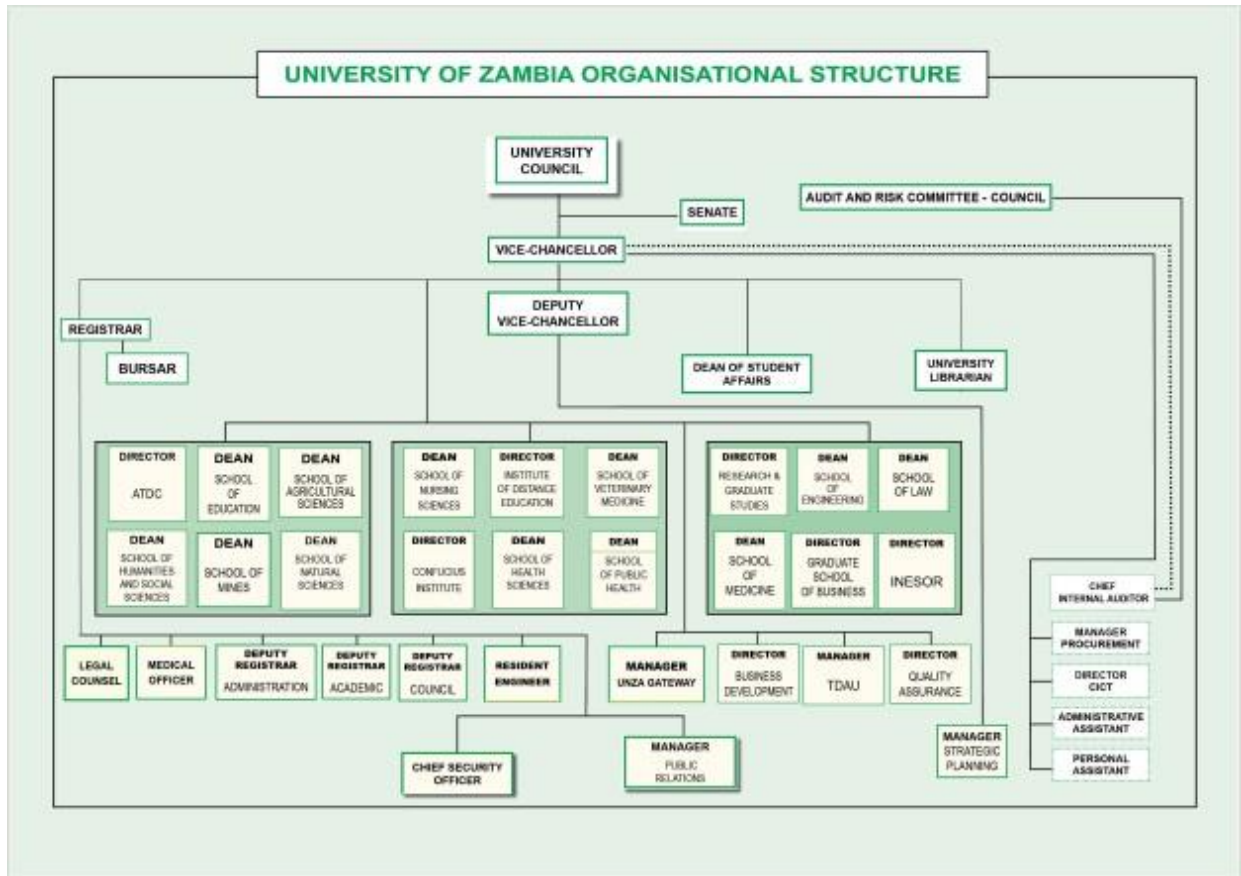 UNIVERSITY OF ZAMBIA ORGANISATIONAL STRUCTURE
UNIVERSITY
COUNCIL
SENATE
AUDIT AND RISK COMMITTEE - COUNCIL
VICE-CHANCELLOR
DEPUTY
VICE-CHANCELLOR
REGISTRAR
BURSAR
DEAN OF STUDENT
AFFAIRS
UNIVERSITY
LIBRARIAN
DIRECTOR
ATDC
DEAN
SCHOOL
OF
EDUCATION
DEAN
SCHOOL OF
AGRICULTURAL
SCIENCES
DEAN
SCHOOL OF
HUMANITIES
AND SOCIAL
SCIENCES
DEAN
SCHOOL OF
MINES
DEAN
SCHOOL OF
NATURAL
SCIENCES
DEAN
SCHOOL OF
NURSING
SCIENCES
DIRECTOR
INSTITUTE
OF DISTANCE
EDUCATION
DEAN
SCHOOL OF
VETERINARY
MEDICINE
DIRECTOR
CONFUCIUS
INSTITUTE
DEAN
SCHOOL OF
HEALTH
SCIENCES
DEAN
SCHOOL
OF PUBLIC
HEALTH
DIRECTOR
RESEARCH &
GRADUATE
STUDIES
DEAN
SCHOOL
OF
ENGINEERING
DEAN
SCHOOL
OF LAW
DEAN
SCHOOL
OF
MEDICINE
DIRECTOR
GRADUATE
SCHOOL
OF BUSINESS
DIRECTOR
INESOR
CHIEF
INTERNAL AUDITOR
MANAGER
PROCUREMENT
DIRECTOR
CICT
ADMINISTRATIVE
ASSISTANT
PERSONAL
ASSISTANT
LEGAL
COUNSEL
MEDICAL
OFFICER
DEPUTY
REGISTRAR
ADMINISTRATION
DEPUTY
REGISTRAR
ACADEMIC
DEPUTY
REGISTRAR
COUNCIL
RESIDENT
ENGINEER
MANAGER
UNZA GATEWAY
DIRECTOR
BUSINESS
DEVELOPMENT
MANAGER
TDAU
DIRECTOR
QUALITY
ASSURANCE
MANAGER
STRATEGIC
PLANNING
CHIEF SECURITY
OFFICER
MANAGER
PUBLIC
RELATIONS